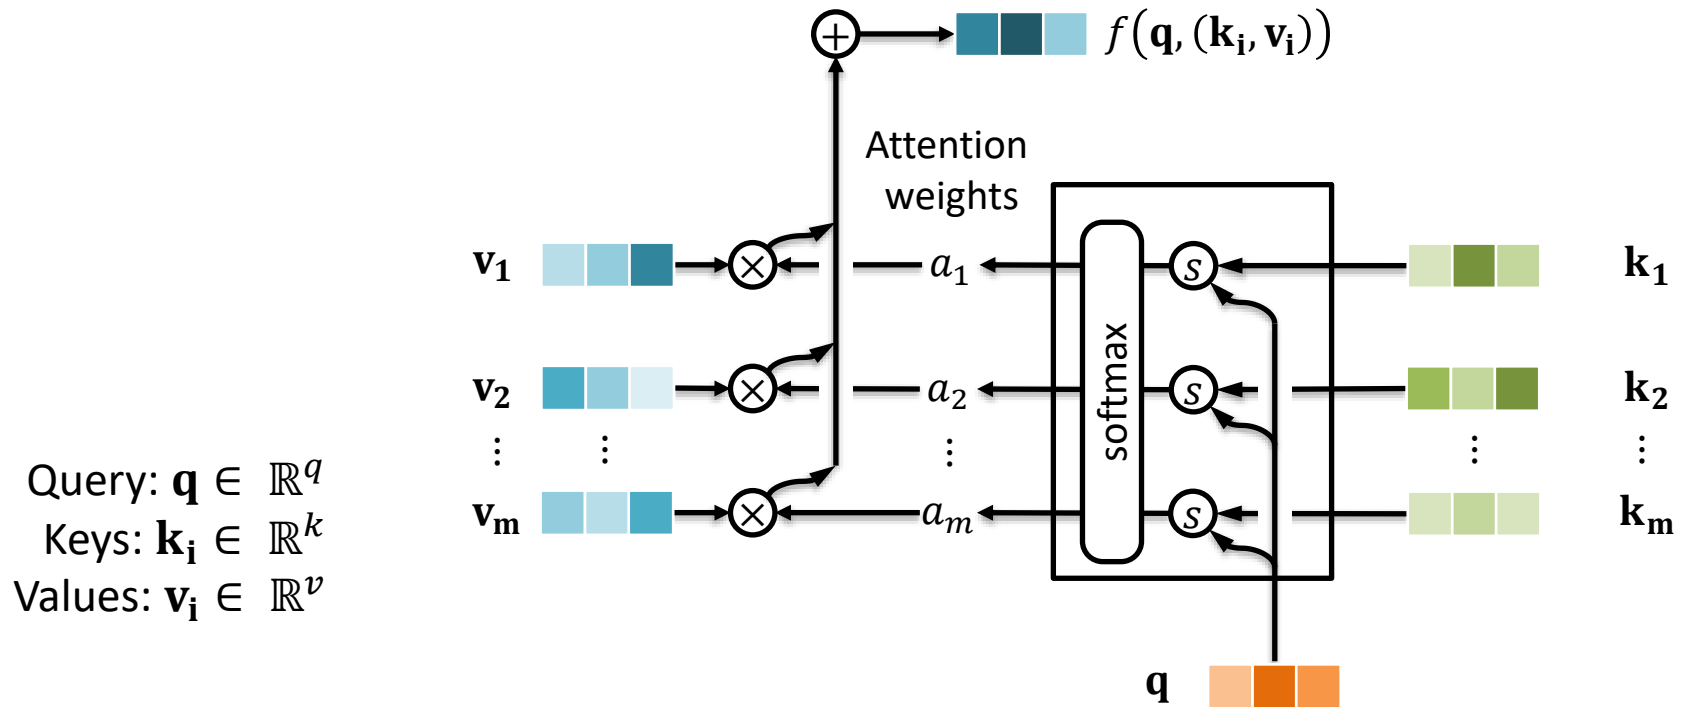 f(q, (k_i, v_i))
Attention
weights
v_1 × a_1 s k_1
v_2 × a_2 s k_2
⋮ ⋮ ⋮ ⋮ ⋮
v_m × a_m s k_m
+
softmax
Query: q ∈ ℝ^q
Keys: k_i ∈ ℝ^k
Values: v_i ∈ ℝ^v
q